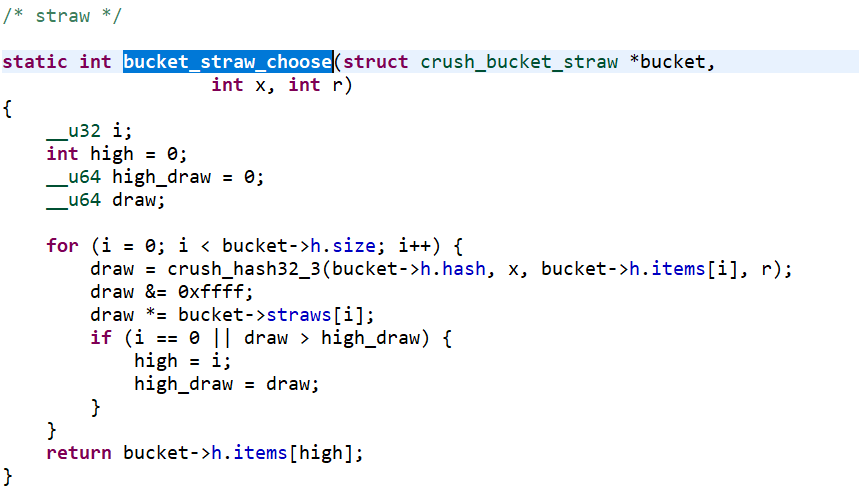 /* straw */
static int bucket_straw_choose(struct crush_bucket_straw *bucket,
                   int x, int r)
{
    __u32 i;
    int high = 0;
    __u64 high_draw = 0;
    __u64 draw;

    for (i = 0; i < bucket->h.size; i++) {
        draw = crush_hash32_3(bucket->h.hash, x, bucket->h.items[i], r);
        draw &= 0xffff;
        draw *= bucket->straws[i];
        if (i == 0 || draw > high_draw) {
            high = i;
            high_draw = draw;
        }
    }
    return bucket->h.items[high];
}